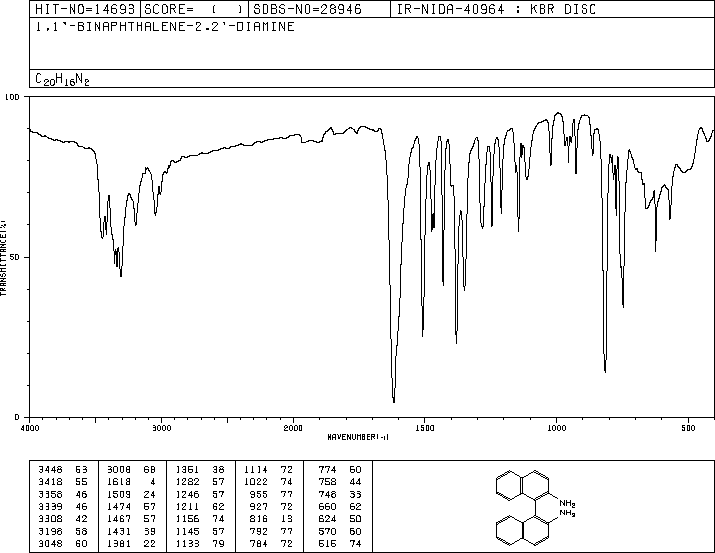 HIT-NO=14693 SCORE= ( ) SDBS-NO=28946 IR-NIDA-40964 : KBR DISC
1,1'-BINAPHTHALENE-2,2'-DIAMINE
C20H16N2
100
50
0
TRANSMITTANCE(%)
4000 3000 2000 1500 1000 500
WAVENUMBER(-1)
3448 53 3008 68 1351 38 1114 72 774 60
3418 55 1618 4 1282 57 1022 74 758 44
3358 46 1509 24 1246 57 955 77 748 33
3339 46 1474 57 1211 62 927 72 660 62
3308 42 1467 57 1156 74 816 13 624 50
3198 58 1431 39 1145 57 792 77 570 60
3048 60 1381 22 1133 79 784 72 515 74
NH2
NH2